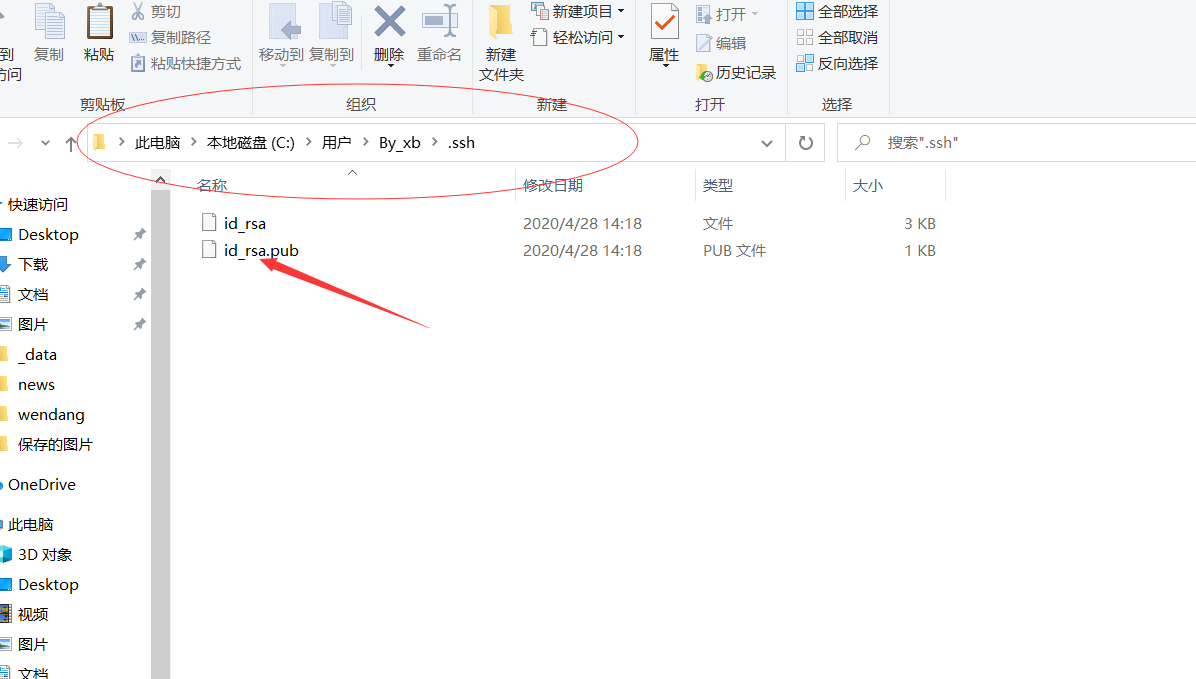 剪切
复制路径
粘贴快捷方式
到
访问
复制
粘贴
移动到
复制到
删除
重命名
新建
文件夹
新建项目
轻松访问
属性
打开
编辑
历史记录
全部选择
全部取消
反向选择
剪贴板
组织
新建
打开
选择
此电脑 本地磁盘 (C:) 用户 By_xb .ssh
搜索".ssh"
名称 修改日期 类型 大小
id_rsa 2020/4/28 14:18 文件 3 KB
id_rsa.pub 2020/4/28 14:18 PUB 文件 1 KB
快速访问
Desktop
下载
文档
图片
_data
news
wendang
保存的图片
OneDrive
此电脑
3D 对象
Desktop
视频
图片
文档